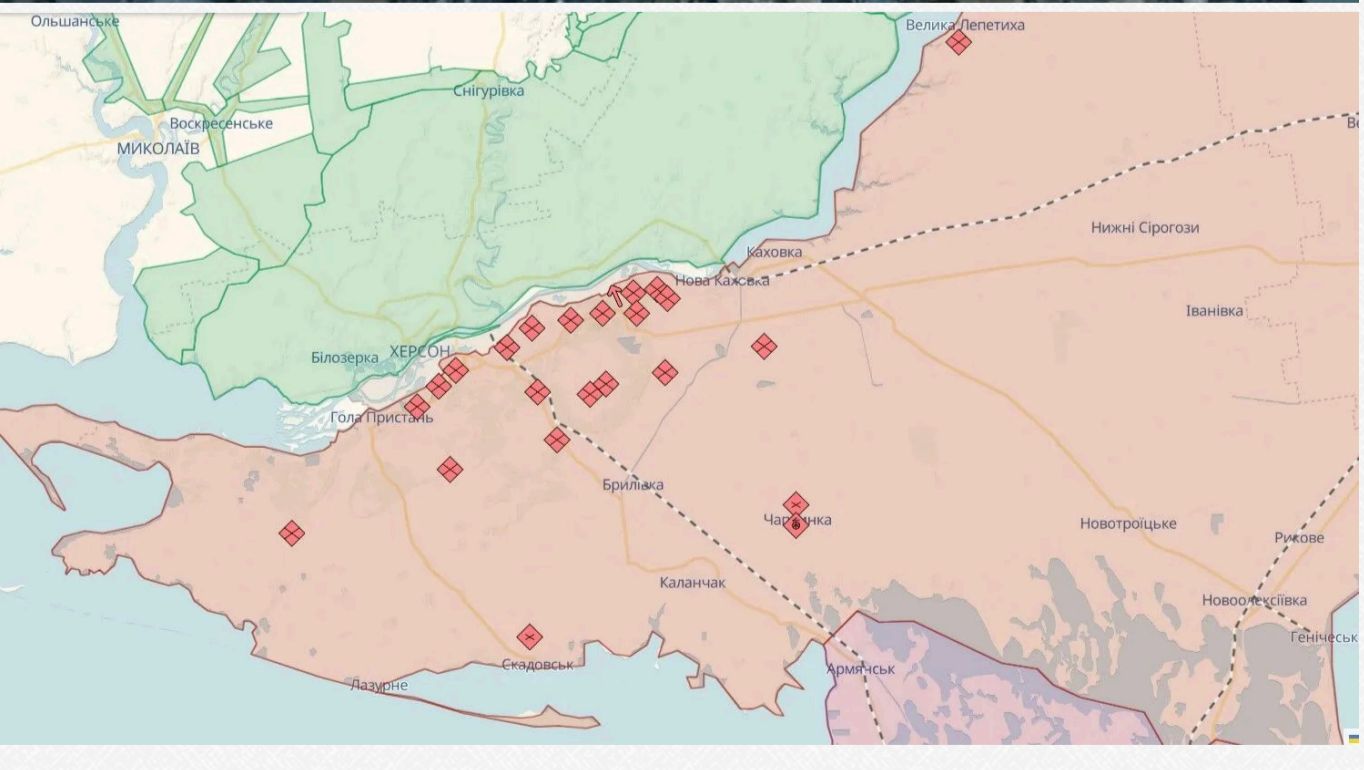 Ольшанське
Велика Лепетиха
Снігурівка
Воскресенське
МИКОЛАЇВ
Нижні Сірогози
Каховка
Нова Каховка
Іванівка
Білозерка
ХЕРСОН
Гола Пристань
Брилівка
Чаплинка
Новотроїцьке
Рикове
Каланчак
Новоолексіївка
Генічеськ
Скадовськ
Армянськ
Лазурне